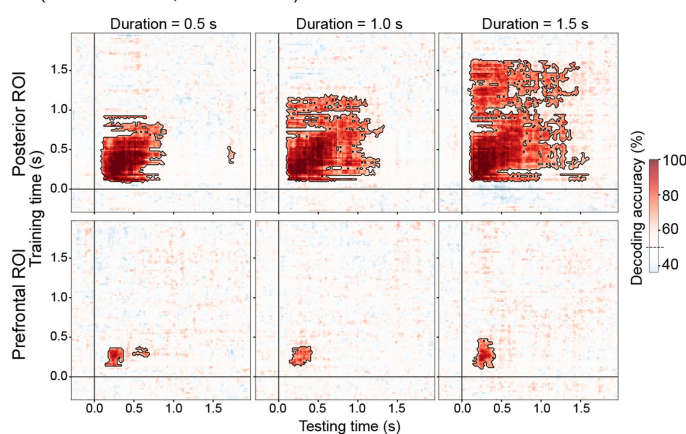 Duration = 0.5 s
Duration = 1.0 s
Duration = 1.5 s
Posterior ROI
Prefrontal ROI
Training time (s)
1.5
1.0
0.5
0.0
1.5
1.0
0.5
0.0
0.0 0.5 1.0 1.5
0.0 0.5 1.0 1.5
0.0 0.5 1.0 1.5
Testing time (s)
Decoding accuracy (%)
100
80
60
40